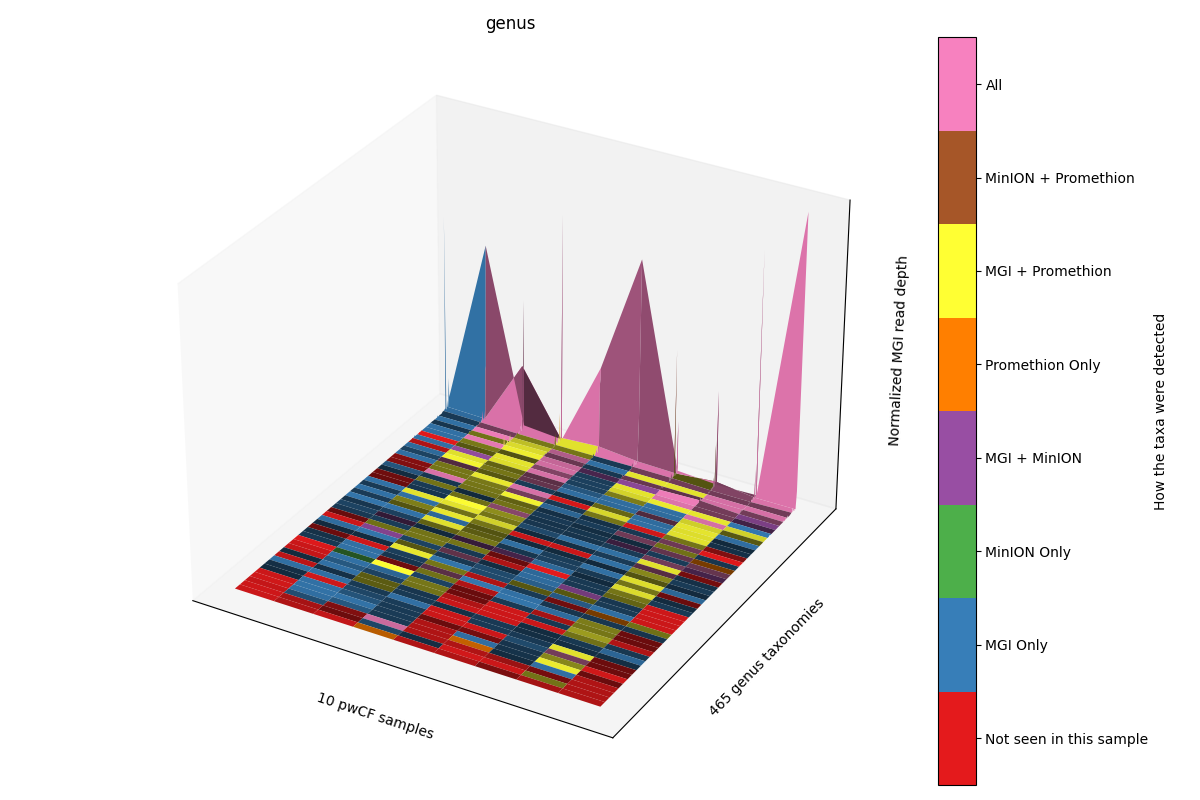 genus
Normalized MGI read depth
465 genus taxonomies
10 pwCF samples
All
MinION + Promethion
MGI + Promethion
Promethion Only
MGI + MinION
MinION Only
MGI Only
Not seen in this sample
How the taxa were detected